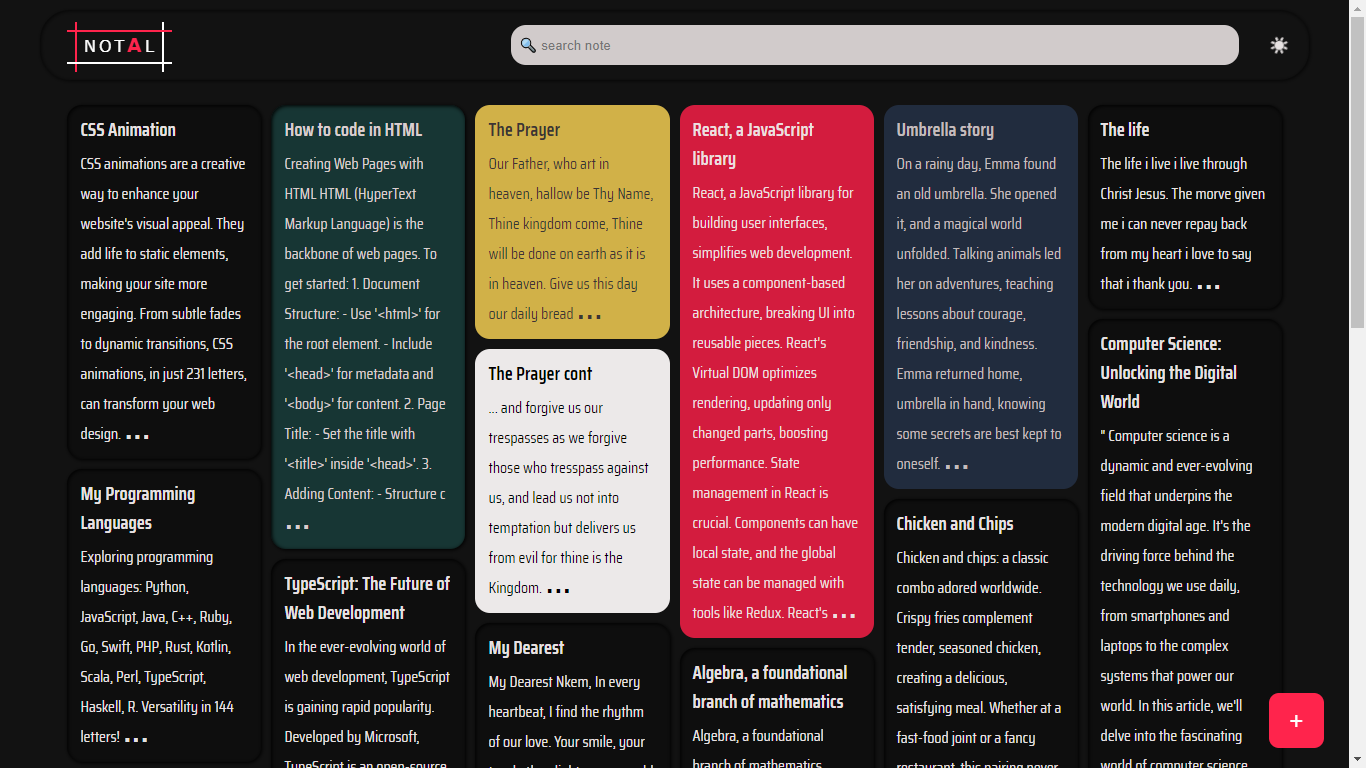 NOTAL
search note
CSS Animation
CSS animations are a creative
way to enhance your
website's visual appeal. They
add life to static elements,
making your site more
engaging. From subtle fades
to dynamic transitions, CSS
animations, in just 231 letters,
can transform your web
design. ...
My Programming
Languages
Exploring programming
languages: Python,
JavaScript, Java, C++, Ruby,
Go, Swift, PHP, Rust, Kotlin,
Scala, Perl, TypeScript,
Haskell, R. Versatility in 144
letters! ...
How to code in HTML
Creating Web Pages with
HTML HTML (HyperText
Markup Language) is the
backbone of web pages. To
get started: 1. Document
Structure: - Use '<html>' for
the root element. - Include
'<head>' for metadata and
'<body>' for content. 2. Page
Title: - Set the title with
'<title>' inside '<head>'. 3.
Adding Content: - Structure c
...
TypeScript: The Future of
Web Development
In the ever-evolving world of
web development, TypeScript
is gaining rapid popularity.
Developed by Microsoft,
TypeScript is an open-source
The Prayer
Our Father, who art in
heaven, hallow be Thy Name,
Thine kingdom come, Thine
will be done on earth as it is
in heaven. Give us this day
our daily bread ...
The Prayer cont
... and forgive us our
trespasses as we forgive
those who tresspass against
us, and lead us not into
temptation but delivers us
from evil for thine is the
Kingdom. ...
My Dearest
My Dearest Nkem, In every
heartbeat, I find the rhythm
of our love. Your smile, your
React, a JavaScript
library
React, a JavaScript library for
building user interfaces,
simplifies web development.
It uses a component-based
architecture, breaking UI into
reusable pieces. React's
Virtual DOM optimizes
rendering, updating only
changed parts, boosting
performance. State
management in React is
crucial. Components can have
local state, and the global
state can be managed with
tools like Redux. React's ...
Algebra, a foundational
branch of mathematics
Algebra, a foundational
branch of mathematics
Umbrella story
On a rainy day, Emma found
an old umbrella. She opened
it, and a magical world
unfolded. Talking animals led
her on adventures, teaching
lessons about courage,
friendship, and kindness.
Emma returned home,
umbrella in hand, knowing
some secrets are best kept to
oneself. ...
Chicken and Chips
Chicken and chips: a classic
combo adored worldwide.
Crispy fries complement
tender, seasoned chicken,
creating a delicious,
satisfying meal. Whether at a
fast-food joint or a fancy
restaurant, this pairing never
The life
The life i live i live through
Christ Jesus. The morve given
me i can never repay back
from my heart i love to say
that i thank you. ...
Computer Science:
Unlocking the Digital
World
" Computer science is a
dynamic and ever-evolving
field that underpins the
modern digital age. It's the
driving force behind the
technology we use daily,
from smartphones and
laptops to the complex
systems that power our
world. In this article, we'll
delve into the fascinating
world of computer science
+